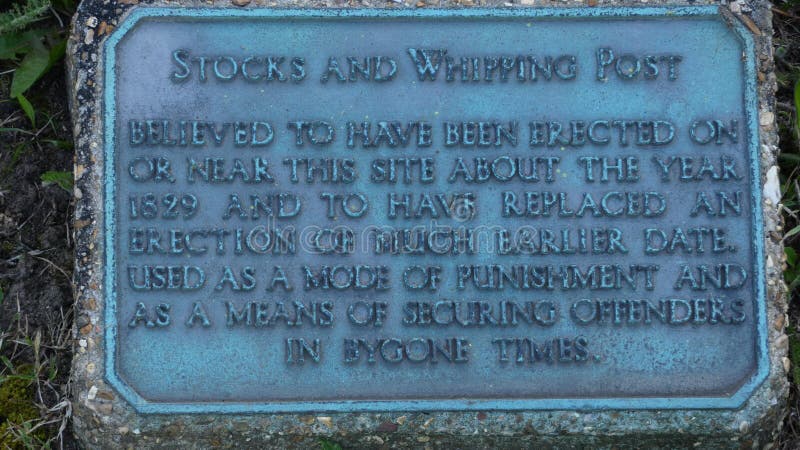 STOCKS AND WHIPPING POST
BELIEVED TO HAVE BEEN ERECTED ON
OR NEAR THIS SITE ABOUT THE YEAR
1829 AND TO HAVE REPLACED AN
ERECTION OF MUCH EARLIER DATE.
USED AS A MODE OF PUNISHMENT AND
AS A MEANS OF SECURING OFFENDERS
IN BYGONE TIMES.